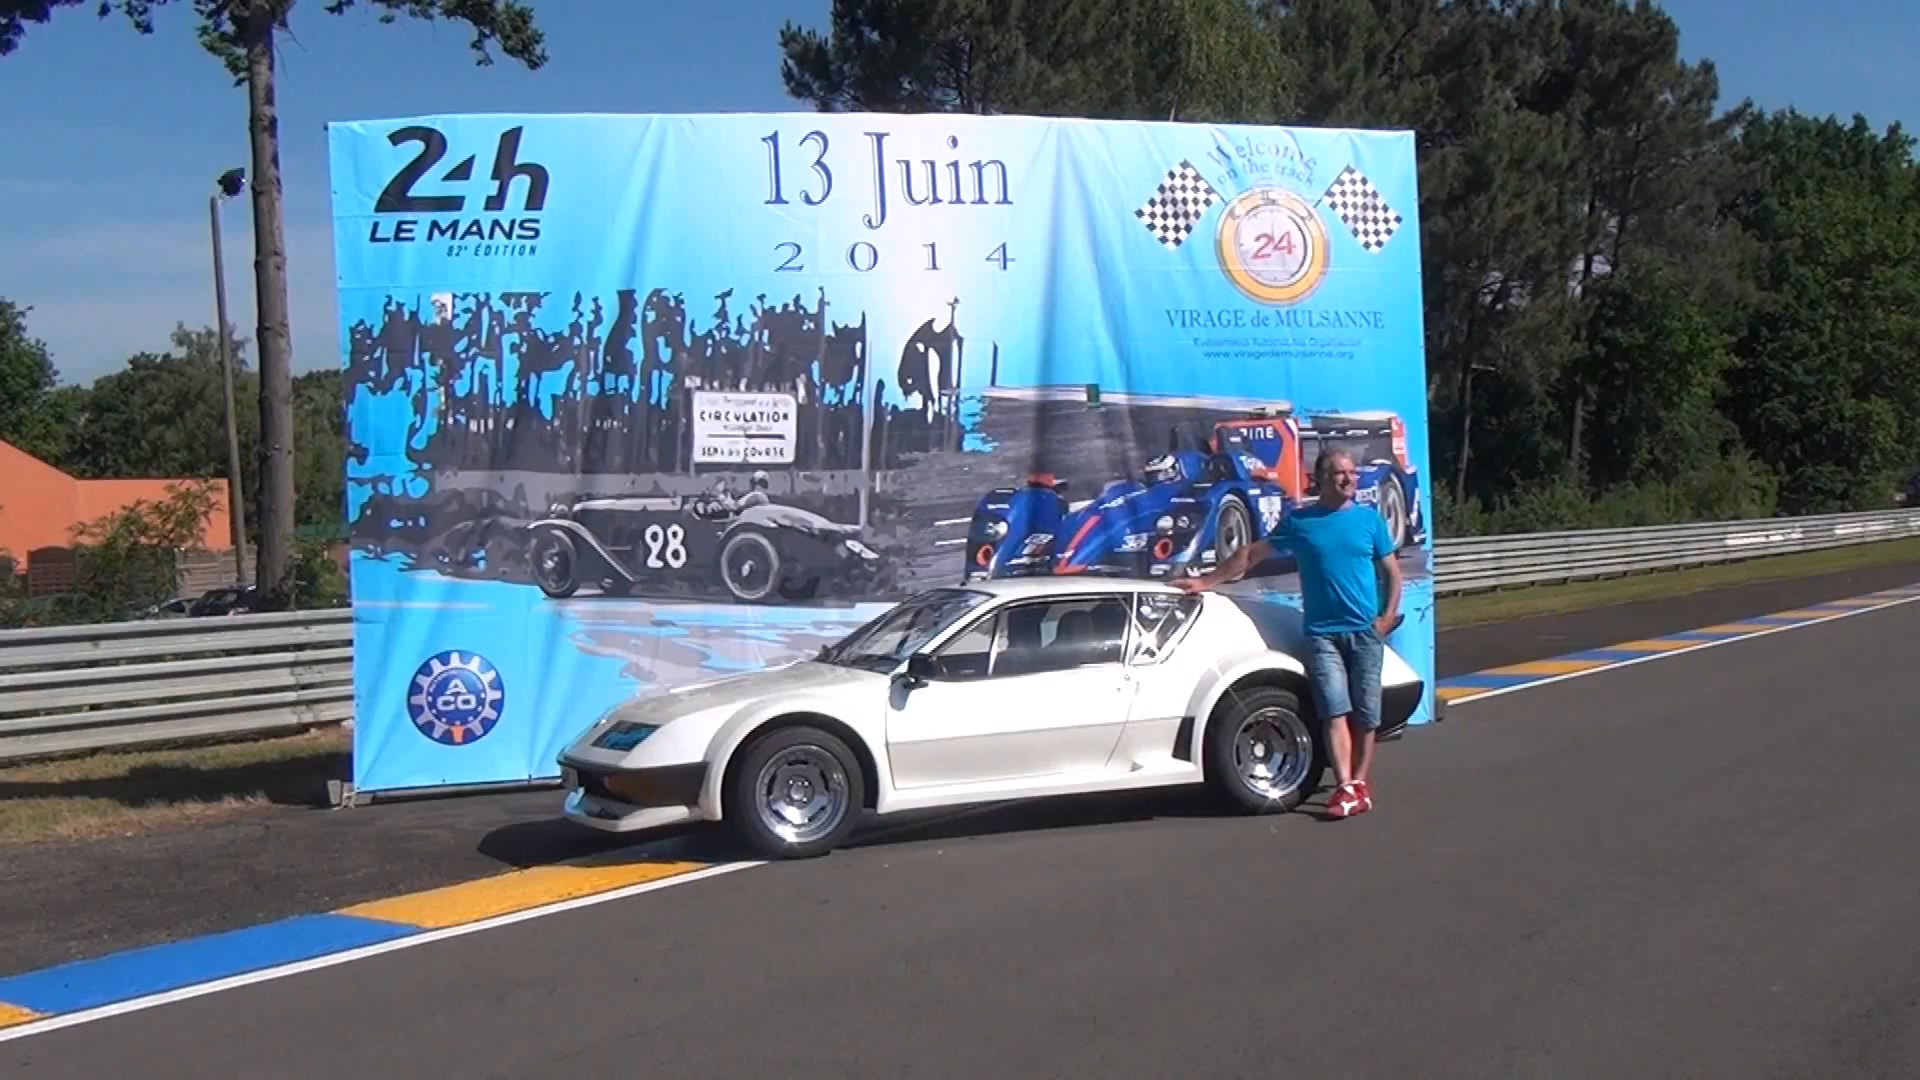 24h
LE MANS
82e ÉDITION
13 Juin
2014
Welcome
on the track
24
VIRAGE de MULSANNE
www.viragedemulsanne.org
CIRCULATION
SENS DE COURSE
28
ACO